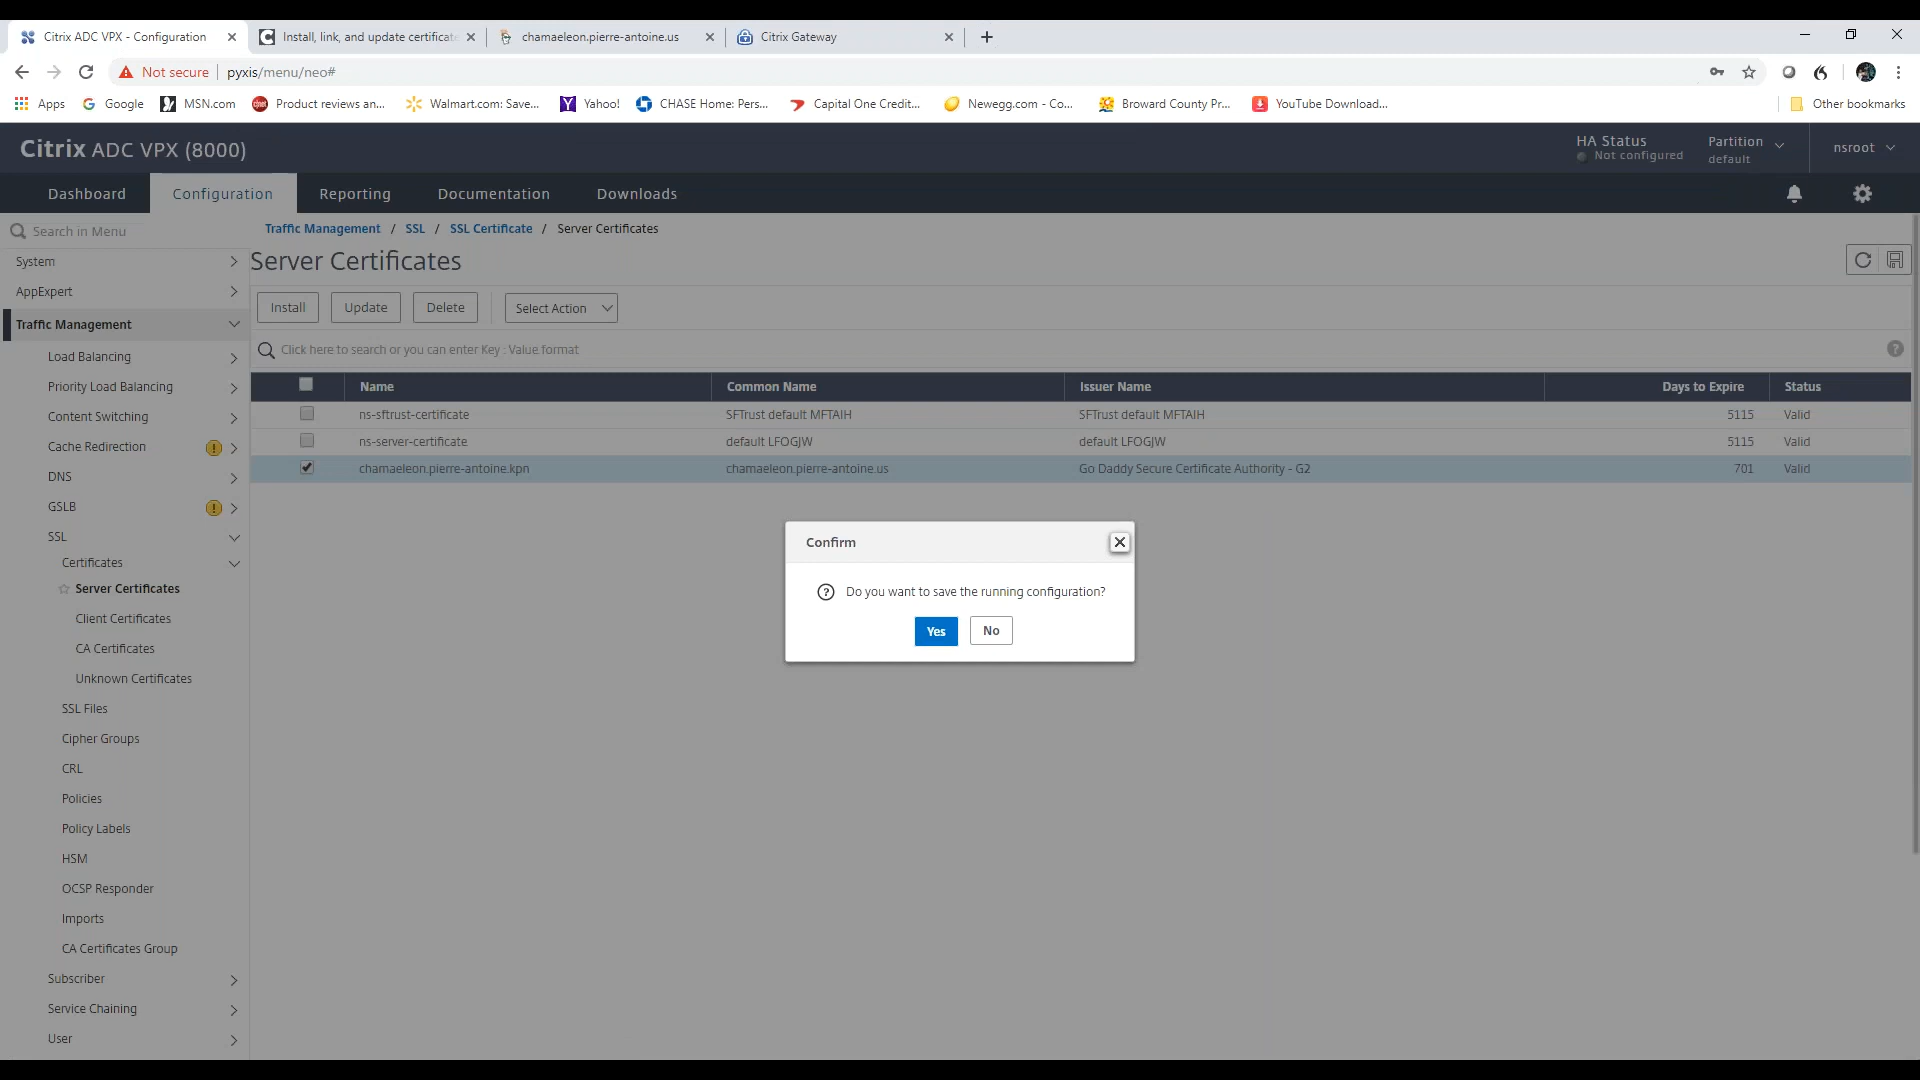 Citrix ADC VPX - Configuration
Install, link, and update certificate
chamaeleon.pierre-antoine.us
Citrix Gateway
Not secure
pyxis/menu/neo#
Apps
Google
MSN.com
Product reviews an...
Walmart.com: Save...
Yahoo!
CHASE Home: Pers...
Capital One Credit...
Newegg.com - Co...
Broward County Pr...
YouTube Download...
Other bookmarks
Citrix ADC VPX (8000)
HA Status
Not configured
Partition
default
nsroot
Dashboard
Configuration
Reporting
Documentation
Downloads
Search in Menu
System
AppExpert
Traffic Management
Load Balancing
Priority Load Balancing
Content Switching
Cache Redirection
DNS
GSLB
SSL
Certificates
Server Certificates
Client Certificates
CA Certificates
Unknown Certificates
SSL Files
Cipher Groups
CRL
Policies
Policy Labels
HSM
OCSP Responder
Imports
CA Certificates Group
Subscriber
Service Chaining
User
Traffic Management / SSL / SSL Certificate / Server Certificates
Server Certificates
Install
Update
Delete
Select Action
Click here to search or you can enter Key : Value format
Name Common Name Issuer Name Days to Expire Status
ns-sftrust-certificate SFTrust default MFTAIH SFTrust default MFTAIH 5115 Valid
ns-server-certificate default LFOGJW default LFOGJW 5115 Valid
chamaeleon.pierre-antoine.kpn chamaeleon.pierre-antoine.us Go Daddy Secure Certificate Authority - G2 701 Valid
Confirm
Do you want to save the running configuration?
Yes
No